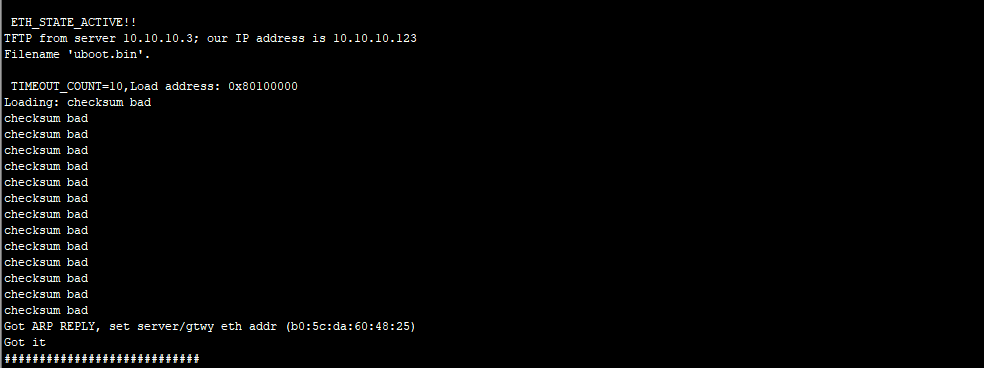 ETH_STATE_ACTIVE!!
TFTP from server 10.10.10.3; our IP address is 10.10.10.123
Filename 'uboot.bin'.
TIMEOUT_COUNT=10,Load address: 0x80100000
Loading: checksum bad
checksum bad
checksum bad
checksum bad
checksum bad
checksum bad
checksum bad
checksum bad
checksum bad
checksum bad
checksum bad
checksum bad
checksum bad
checksum bad
Got ARP REPLY, set server/gtwy eth addr (b0:5c:da:60:48:25)
Got it
############################